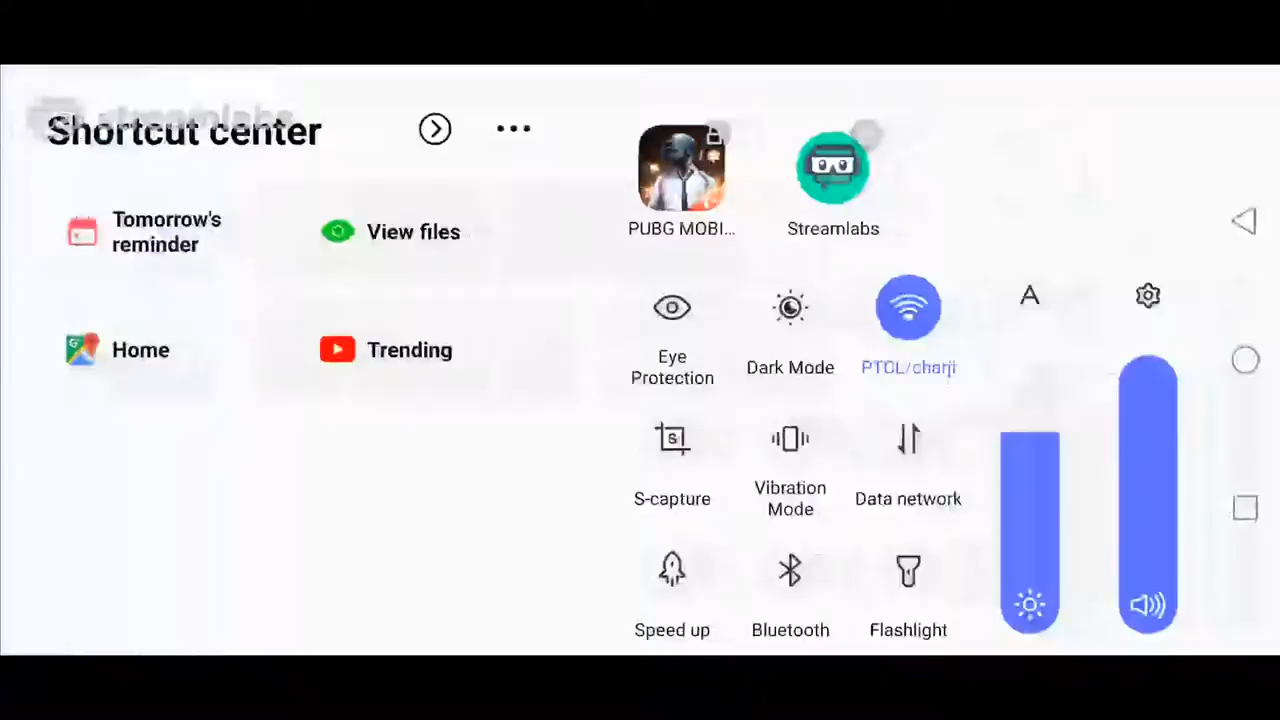 streamlabs
Shortcut center
Tomorrow's
reminder
View files
Home
Trending
PUBG MOBI...
Streamlabs
A
Eye
Protection
Dark Mode
PTCL/charji
S-capture
Vibration
Mode
Data network
Speed up
Bluetooth
Flashlight